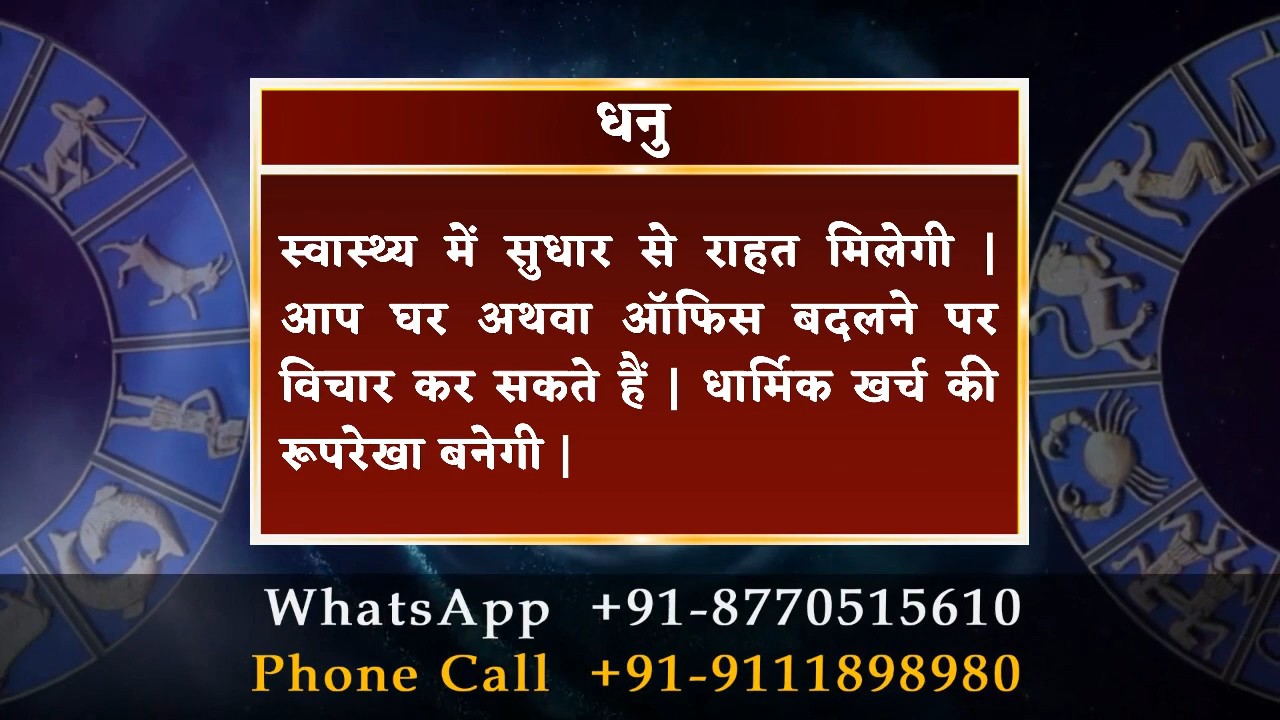 धनु
स्वास्थ्य में सुधार से राहत मिलेगी |
आप घर अथवा ऑफिस बदलने पर
विचार कर सकते हैं | धार्मिक खर्च की
रूपरेखा बनेगी |
WhatsApp +91-8770515610
Phone Call +91-9111898980